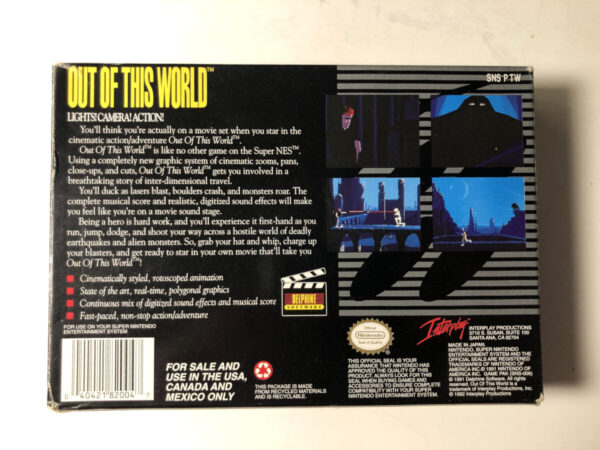 OUT OF THIS WORLD™
SNS P TW
LIGHTS! CAMERA! ACTION!
You'll think you're actually on a movie set when you star in the
cinematic action/adventure Out Of This World™.
Out Of This World™ is like no other game on the Super NES™.
Using a completely new graphic system of cinematic zooms, pans,
close-ups, and cuts, Out Of This World™ gets you involved in a
breathtaking story of inter-dimensional travel.
You'll duck as lasers blast, boulders crash, and monsters roar. The
complete musical score and realistic, digitized sound effects will make
you feel like you're on a movie sound stage.
Being a hero is hard work, and you'll experience it first-hand as you
run, jump, dodge, and shoot your way across a hostile world of deadly
earthquakes and alien monsters. So, grab your hat and whip, charge up
your blasters, and get ready to star in your own movie that'll take you
Out Of This World™!
Cinematically styled, rotoscoped animation
State of the art, real-time, polygonal graphics
Continuous mix of digitized sound effects and musical score
Fast-paced, non-stop action/adventure
FOR USE ON YOUR SUPER NINTENDO
ENTERTAINMENT SYSTEM
DELPHINE
SOFTWARE
0 40421 82004
FOR SALE AND
USE IN THE USA,
CANADA AND
MEXICO ONLY
THIS PACKAGE IS MADE
FROM RECYCLED MATERIALS
AND IS RECYCLABLE.
Official
Nintendo
Seal of Quality
THIS OFFICIAL SEAL IS YOUR
ASSURANCE THAT NINTENDO HAS
APPROVED THE QUALITY OF THIS
PRODUCT. ALWAYS LOOK FOR THIS
SEAL WHEN BUYING GAMES AND
ACCESSORIES TO ENSURE COMPLETE
COMPATIBILITY WITH YOUR SUPER
NINTENDO ENTERTAINMENT SYSTEM.
Interplay
INTERPLAY PRODUCTIONS
3710 S. SUSAN, SUITE 100
SANTA ANA, CA 92704
MADE IN JAPAN.
NINTENDO, SUPER NINTENDO
ENTERTAINMENT SYSTEM AND THE
OFFICIAL SEALS ARE REGISTERED
TRADEMARKS OF NINTENDO OF
AMERICA INC. © 1991 NINTENDO OF
AMERICA INC. GAME PAK (SNS-006)
© 1991 Delphine Software. All rights
reserved. Out Of This World is a
trademark of Interplay Productions, Inc.
© 1992 Interplay Productions